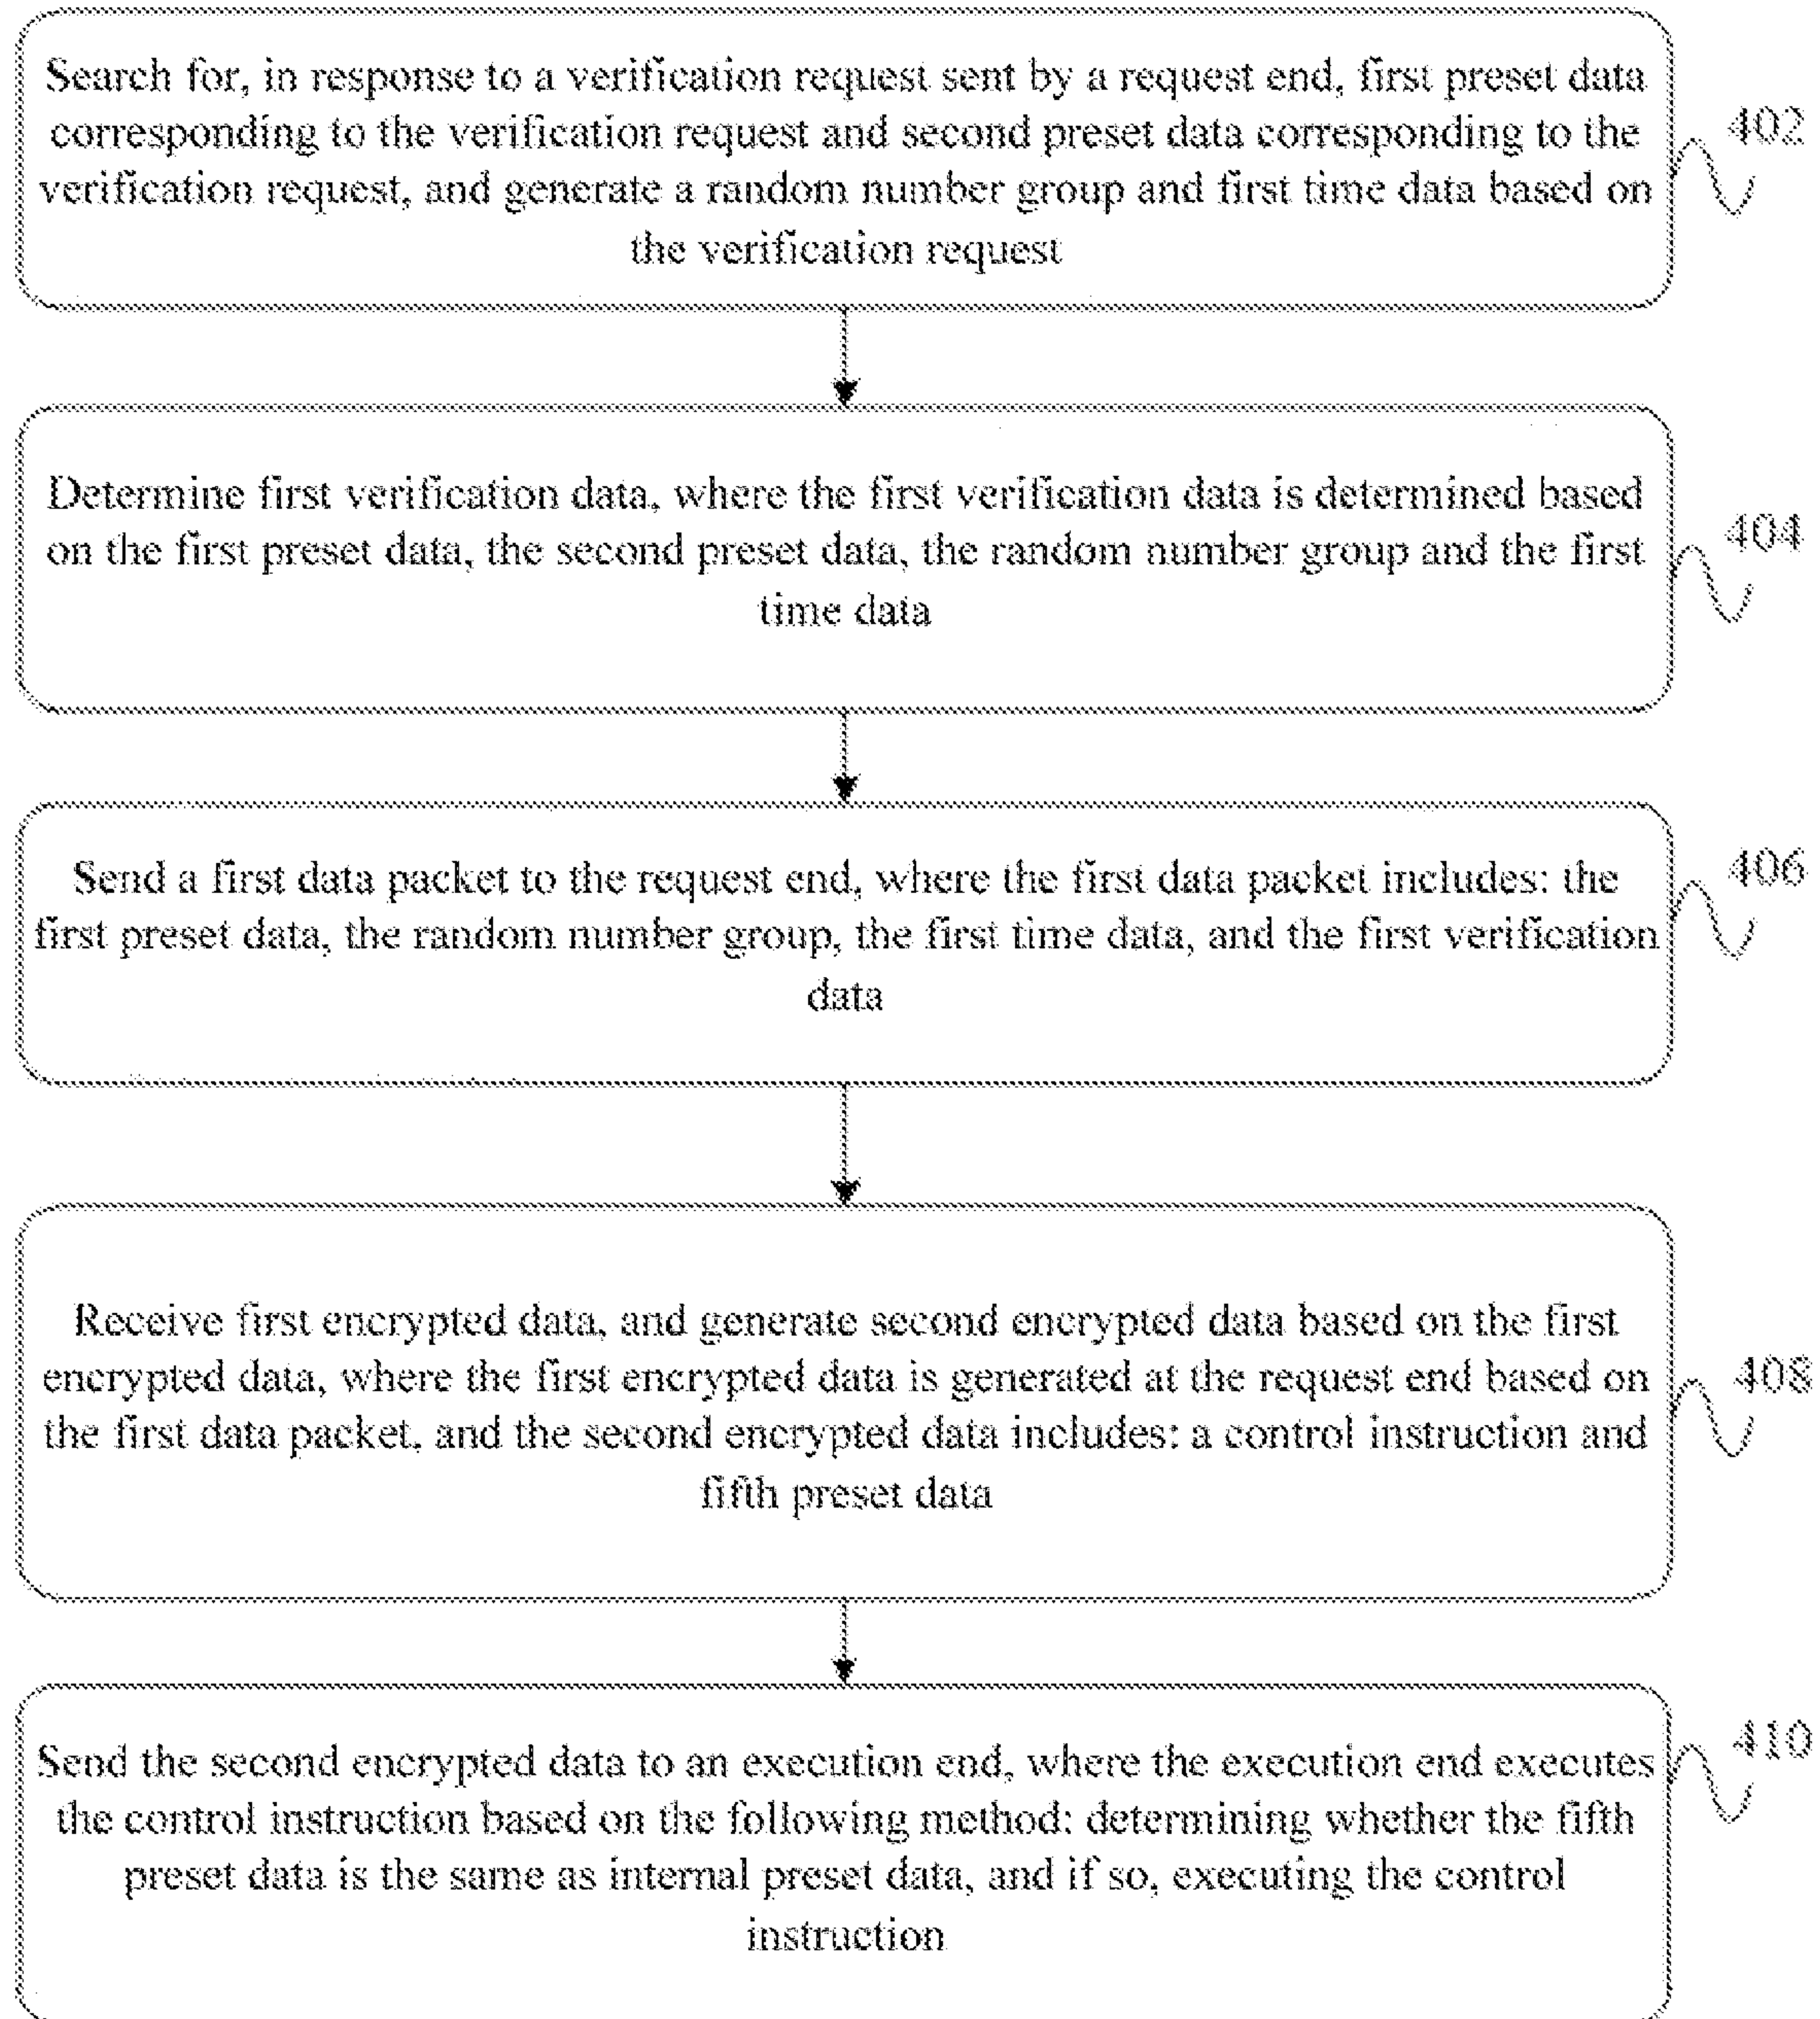 Search for, in response to a verification request sent by a request end, first preset data
corresponding to the verification request and second preset data corresponding to the
verification request, and generate a random number group and first time data based on
the verification request
402
Determine first verification data, where the first verification data is determined based
on the first preset data, the second preset data, the random number group and the first
time data
404
Send a first data packet to the request end, where the first data packet includes: the
first preset data, the random number group, the first time data, and the first verification
data
406
Receive first encrypted data, and generate second encrypted data based on the first
encrypted data, where the first encrypted data is generated at the request end based on
the first data packet, and the second encrypted data includes: a control instruction and
fifth preset data
408
Send the second encrypted data to an execution end, where the execution end executes
the control instruction based on the following method: determining whether the fifth
preset data is the same as internal preset data, and if so, executing the control
instruction
410